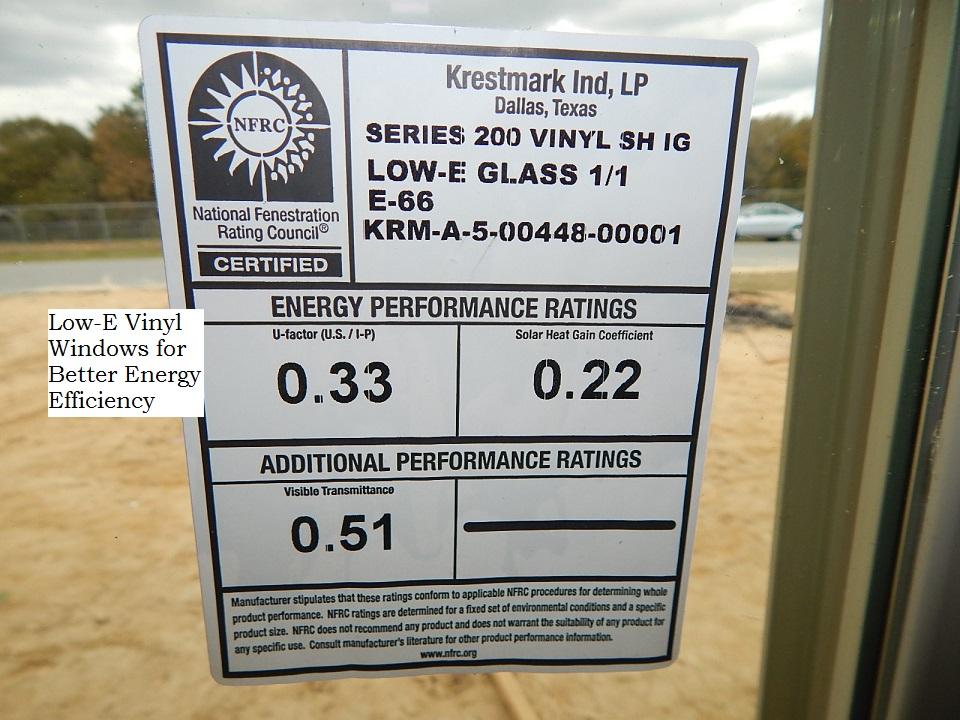 NFRC
National Fenestration
Rating Council®
CERTIFIED
Krestmark Ind, LP
Dallas, Texas
SERIES 200 VINYL SH IG
LOW-E GLASS 1/1
E-66
KRM-A-5-00448-00001
Low-E Vinyl
Windows for
Better Energy
Efficiency
ENERGY PERFORMANCE RATINGS
U-factor (U.S. / I-P)
0.33
Solar Heat Gain Coefficient
0.22
ADDITIONAL PERFORMANCE RATINGS
Visible Transmittance
0.51
Manufacturer stipulates that these ratings conform to applicable NFRC procedures for determining whole
product performance. NFRC ratings are determined for a fixed set of environmental conditions and a specific
product size. NFRC does not recommend any product and does not warrant the suitability of any product for
any specific use. Consult manufacturer's literature for other product performance information.
www.nfrc.org